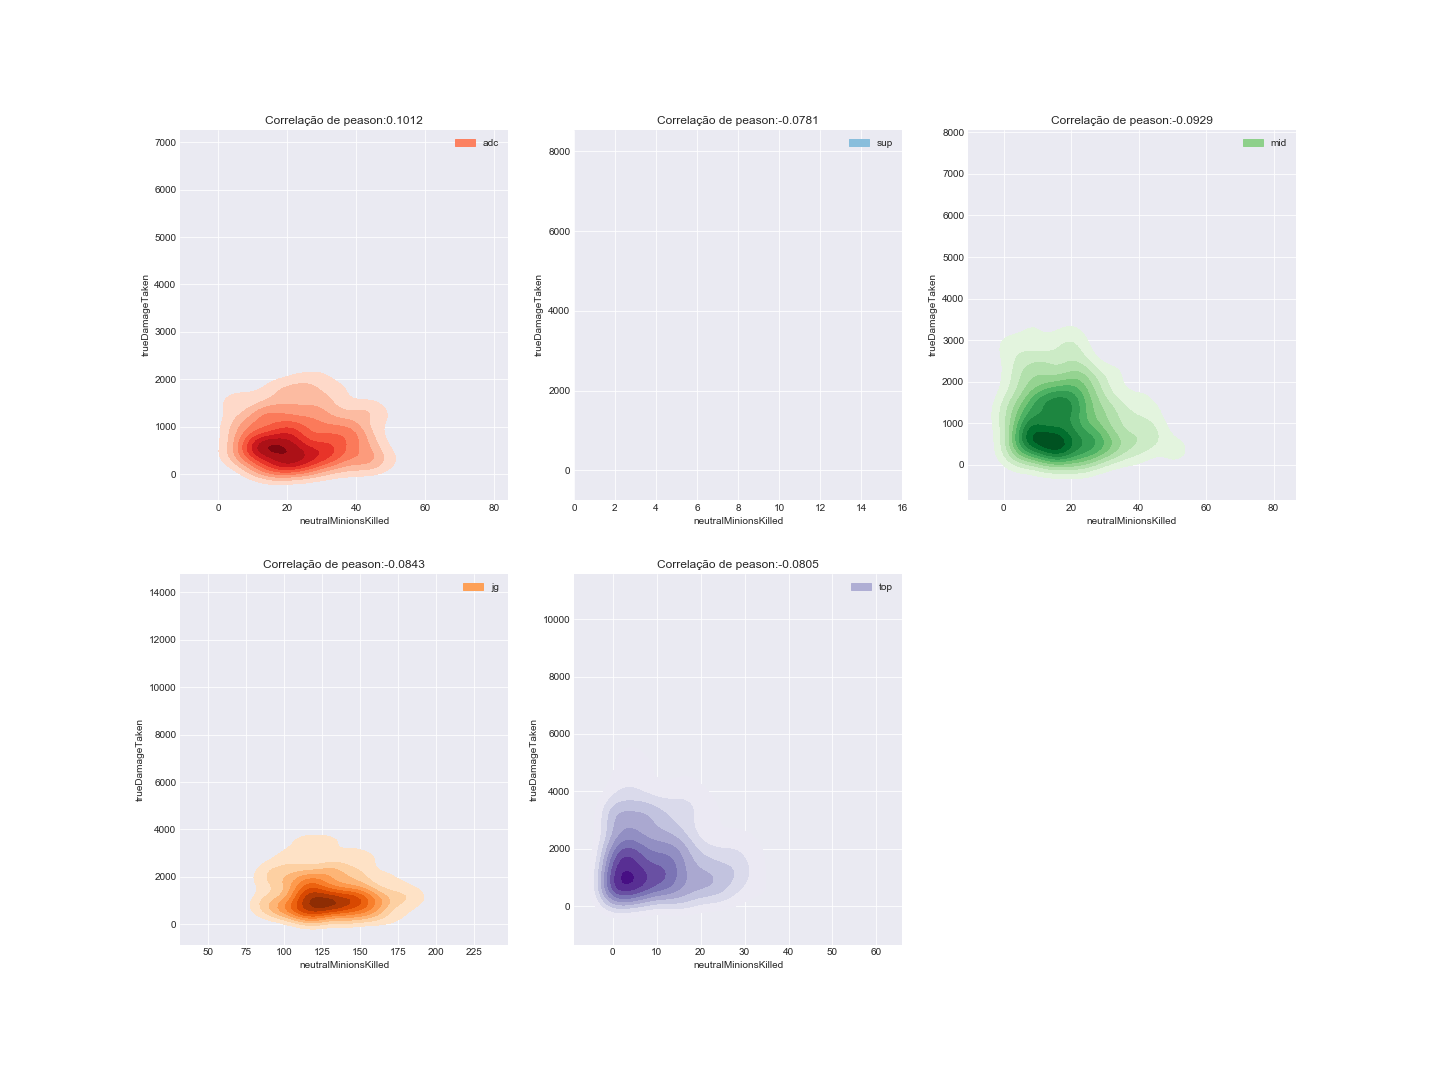 Correlação de peason:0.1012
adc
7000
6000
5000
4000
3000
2000
1000
0
trueDamageTaken
0 20 40 60 80
neutralMinionsKilled
Correlação de peason:-0.0781
sup
8000
6000
4000
2000
0
trueDamageTaken
0 2 4 6 8 10 12 14 16
neutralMinionsKilled
Correlação de peason:-0.0929
mid
8000
7000
6000
5000
4000
3000
2000
1000
0
trueDamageTaken
0 20 40 60 80
neutralMinionsKilled
Correlação de peason:-0.0843
jg
14000
12000
10000
8000
6000
4000
2000
0
trueDamageTaken
50 75 100 125 150 175 200 225
neutralMinionsKilled
Correlação de peason:-0.0805
top
10000
8000
6000
4000
2000
0
trueDamageTaken
0 10 20 30 40 50 60
neutralMinionsKilled